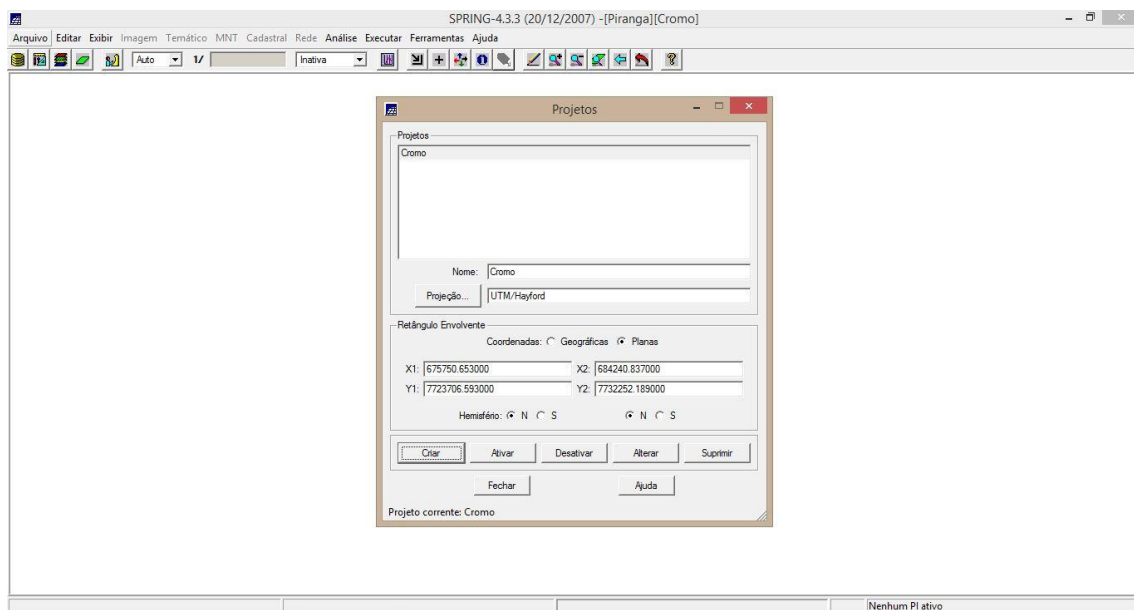 SPRING-4.3.3 (20/12/2007) -[Piranga][Cromo]
Arquivo Editar Exibir Imagem Temático MNT Cadastral Rede Análise Executar Ferramentas Ajuda
Auto 1/ Inativa
Projetos
Projetos
Cromo
Nome: Cromo
Projeção... UTM/Hayford
Retângulo Envolvente
Coordenadas: Geográficas Planas
X1: 675750.653000 X2: 684240.837000
Y1: 7723706.593000 Y2: 7732252.189000
Hemisfério: N S N S
Criar Ativar Desativar Alterar Suprimir
Fechar Ajuda
Projeto corrente: Cromo
Nenhum PI ativo